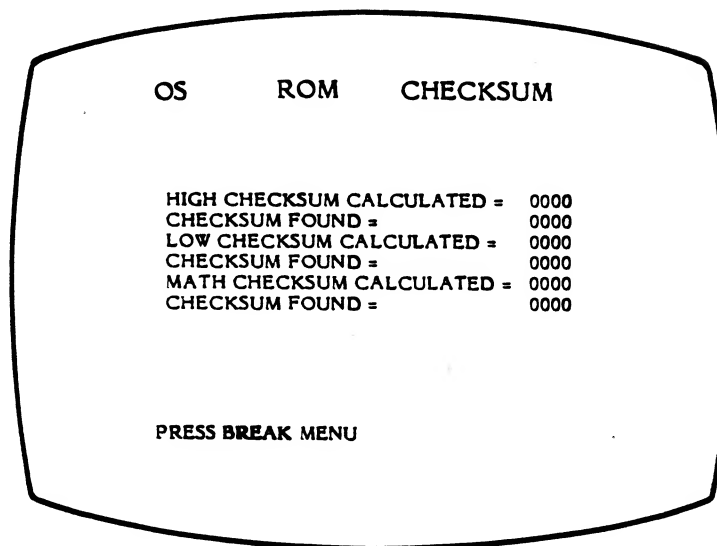 OS ROM CHECKSUM
HIGH CHECKSUM CALCULATED = 0000
CHECKSUM FOUND = 0000
LOW CHECKSUM CALCULATED = 0000
CHECKSUM FOUND = 0000
MATH CHECKSUM CALCULATED = 0000
CHECKSUM FOUND = 0000
PRESS BREAK MENU